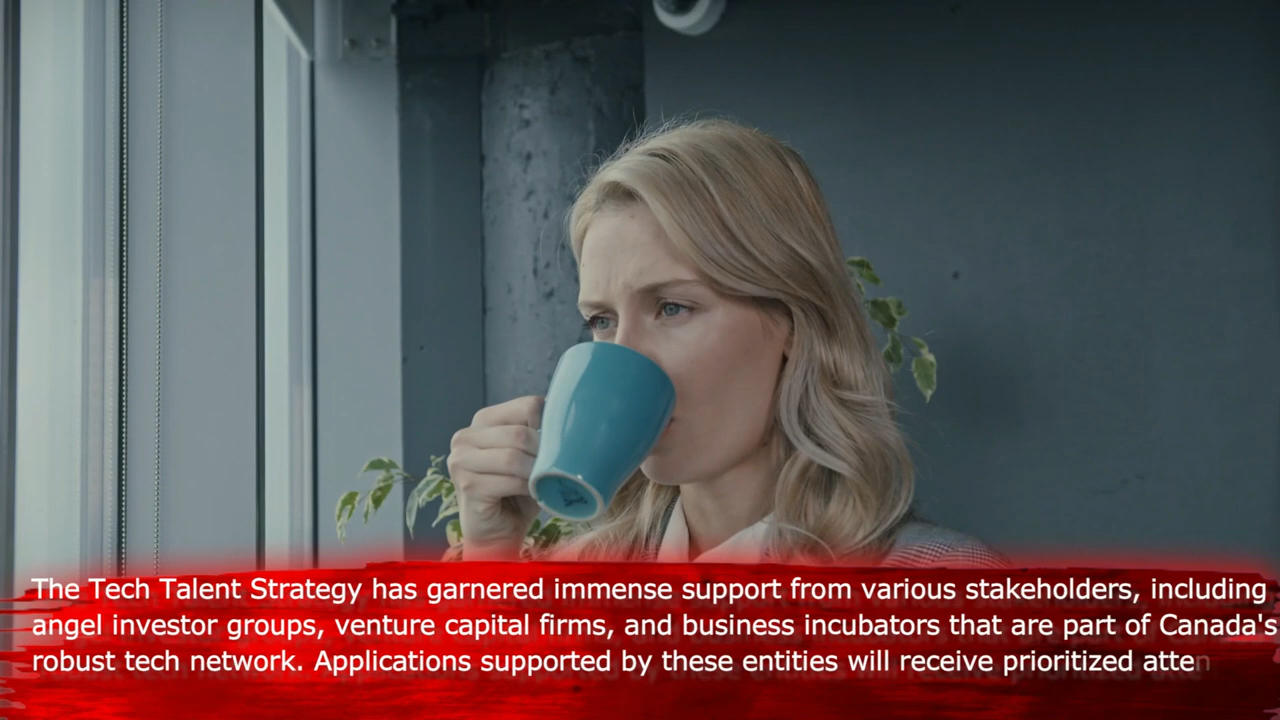 The Tech Talent Strategy has garnered immense support from various stakeholders, including
angel investor groups, venture capital firms, and business incubators that are part of Canada's
robust tech network. Applications supported by these entities will receive prioritized atten